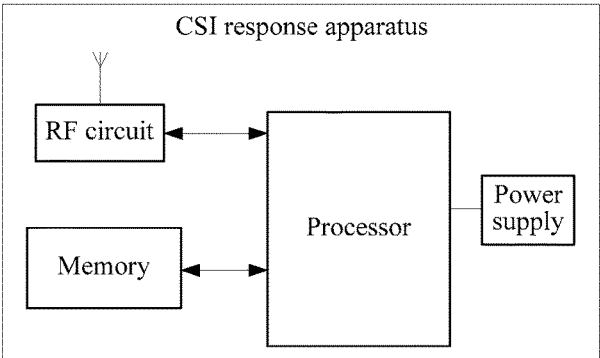 CSI response apparatus
RF circuit
Power
supply
Processor
Memory